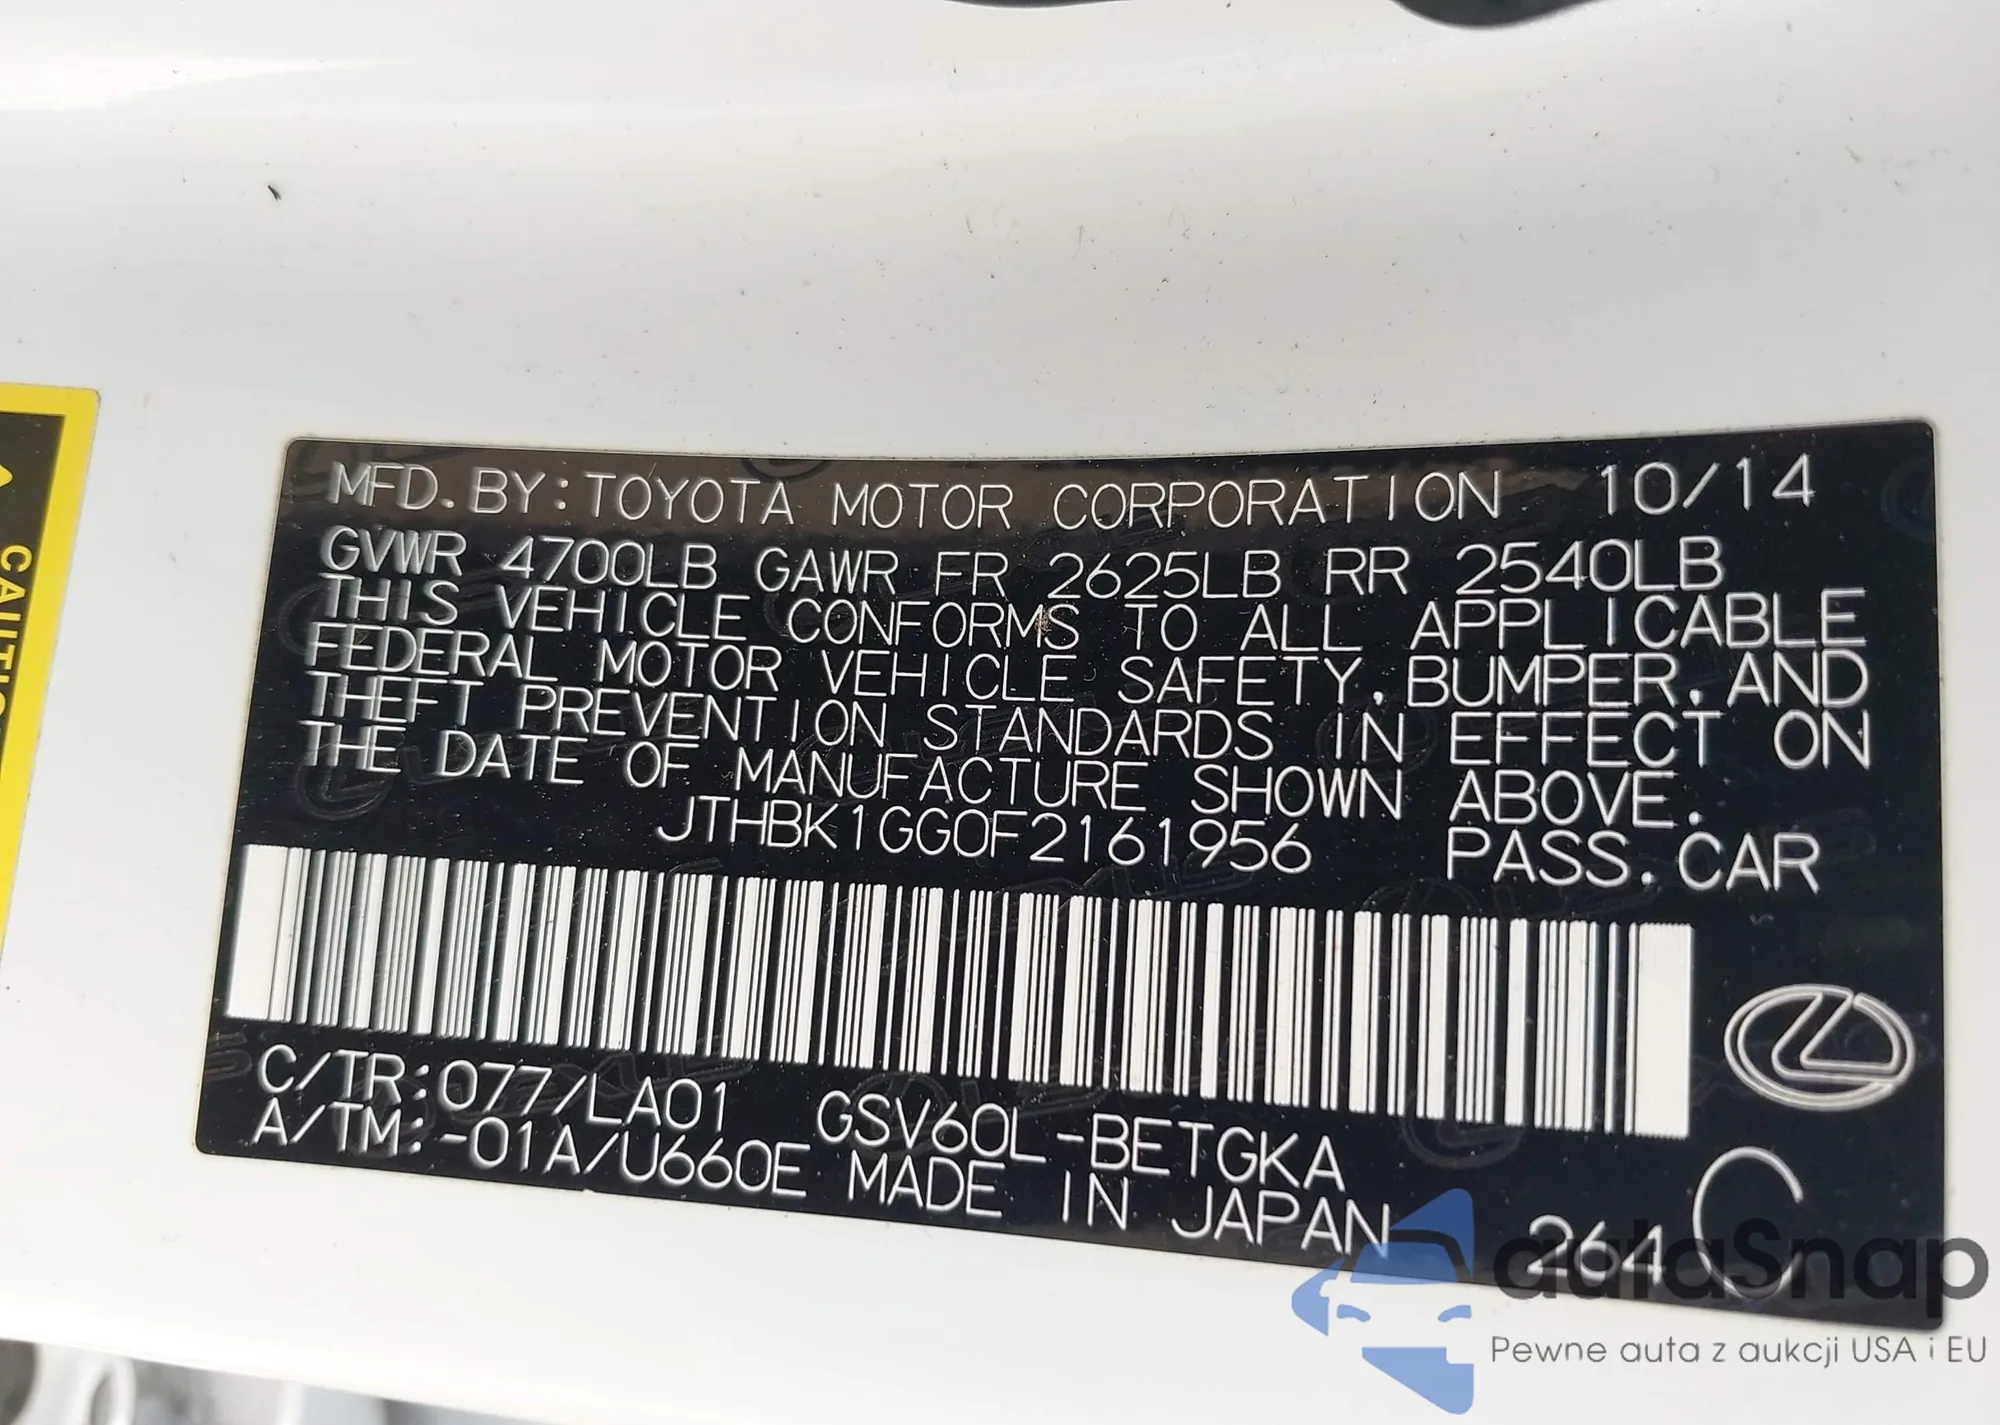 MFD.BY:TOYOTA MOTOR CORPORATION 10/14
GVWR 4700LB GAWR FR 2625LB RR 2540LB
THIS VEHICLE CONFORMS TO ALL APPLICABLE
FEDERAL MOTOR VEHICLE SAFETY,BUMPER,AND
THEFT PREVENTION STANDARDS IN EFFECT ON
THE DATE OF MANUFACTURE SHOWN ABOVE.
JTHBK1GG0F2161956 PASS.CAR
C/TR:077/LA01 GSV60L-BETGKA
A/TM:-01A/U660E MADE IN JAPAN 264 C
autaSnap
Pewne auta z aukcji USA i EU